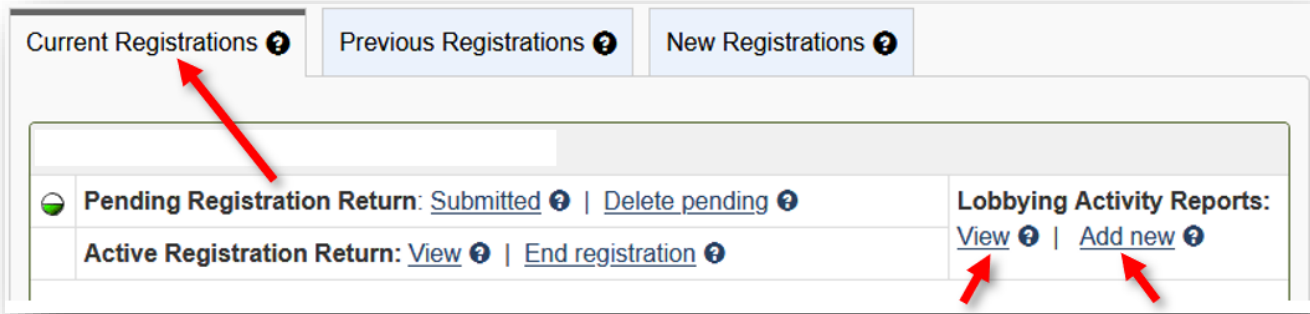 Current Registrations ?
Previous Registrations ?
New Registrations ?
Pending Registration Return: Submitted ? | Delete pending ?
Active Registration Return: View ? | End registration ?
Lobbying Activity Reports:
View ? | Add new ?